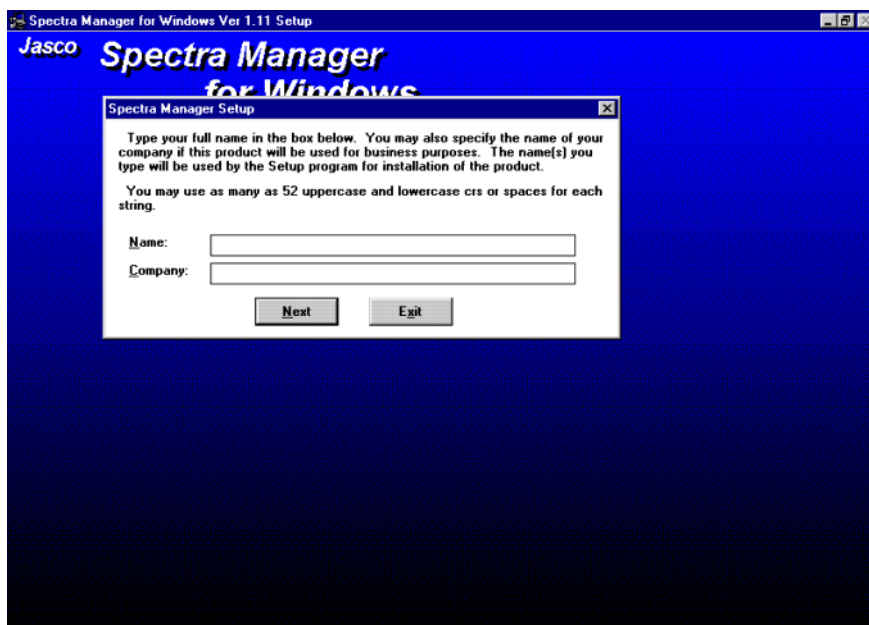 Spectra Manager for Windows Ver 1.11 Setup
Jasco
Spectra Manager
for Windows
Spectra Manager Setup
Type your full name in the box below. You may also specify the name of your
company if this product will be used for business purposes. The name[s] you
type will be used by the Setup program for installation of the product.
You may use as many as 52 uppercase and lowercase crs or spaces for each
string.
Name:
Company:
Next
Exit